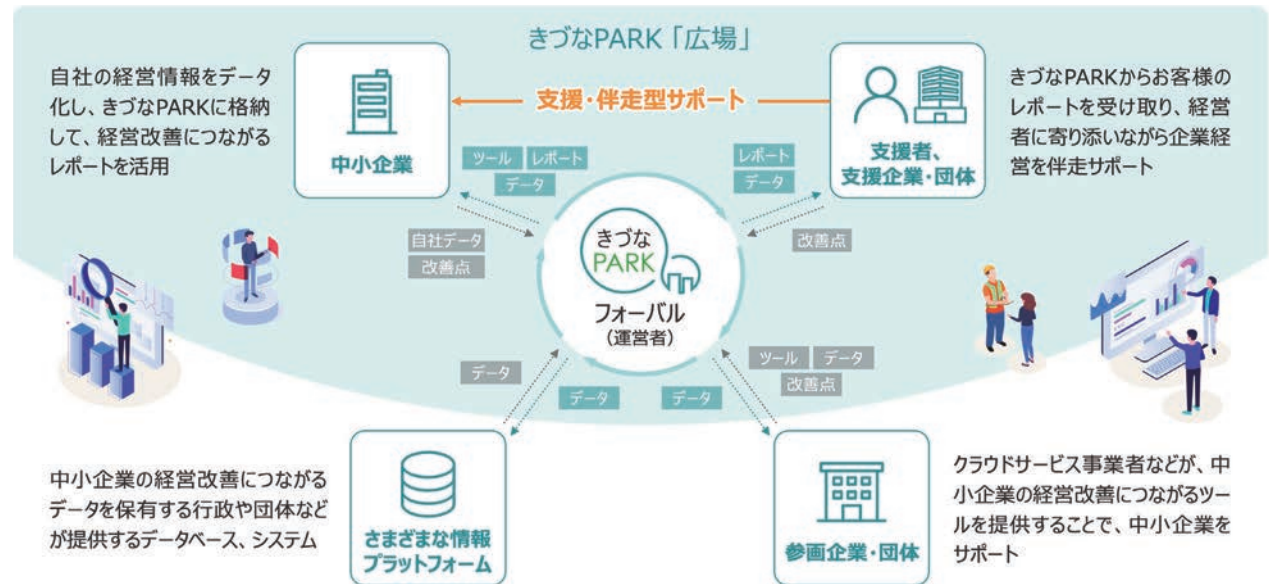 きづなPARK「広場」
自社の経営情報をデータ
化し、きづなPARKに格納
して、経営改善につながる
レポートを活用
中小企業
支援・伴走型サポート
支援者、
支援企業・団体
きづなPARKからお客様の
レポートを受け取り、経営
者に寄り添いながら企業経
営を伴走サポート
ツール レポート
データ
レポート
データ
自社データ
改善点
改善点
きづな
PARK
フォーバル
（運営者）
データ
データ
データ
ツール データ
改善点
中小企業の経営改善につながる
データを保有する行政や団体など
が提供するデータベース、システム
さまざまな情報
プラットフォーム
参画企業・団体
クラウドサービス事業者などが、中
小企業の経営改善につながるツー
ルを提供することで、中小企業を
サポート